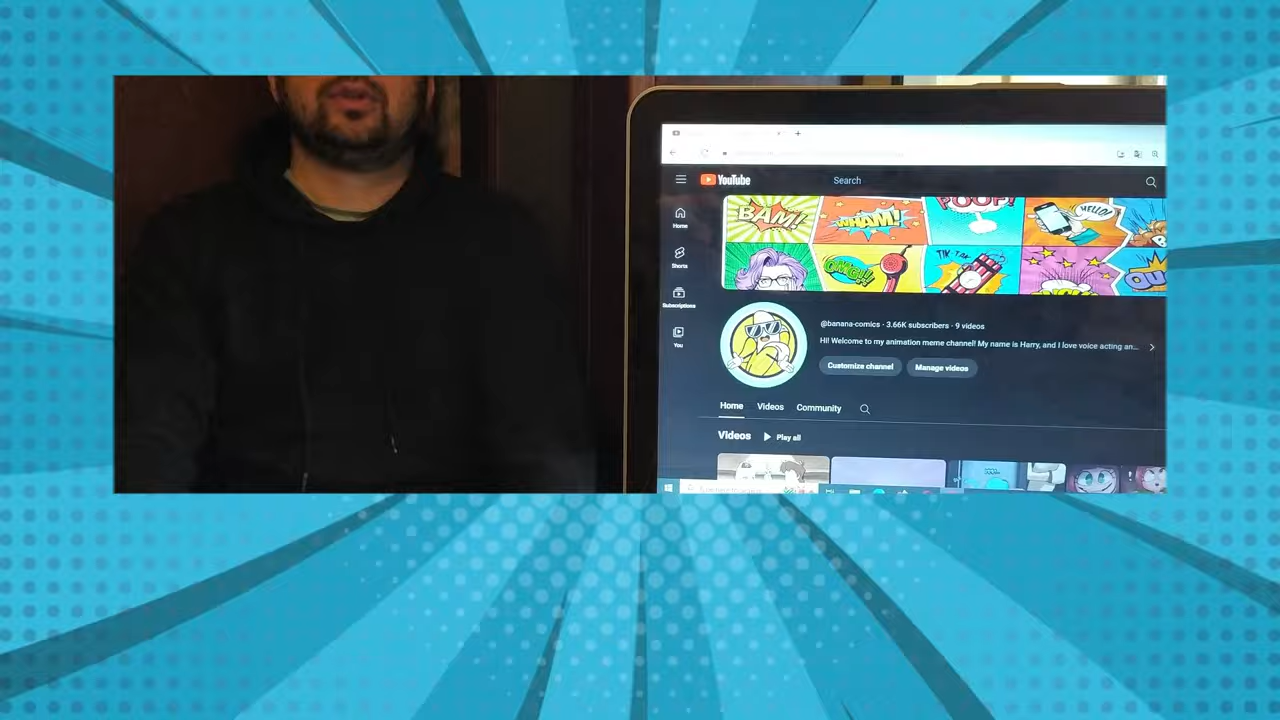 YouTube
Search
Home
Shorts
Subscriptions
You
BAM!
WHAM!
POOF!
HELLO!
OMG!
TIK-TAK
@banana-comics · 3.66K subscribers · 9 videos
Hi! Welcome to my animation meme channel! My name is Harry, and I love voice acting an...
Customize channel
Manage videos
Home
Videos
Community
Videos
Play all